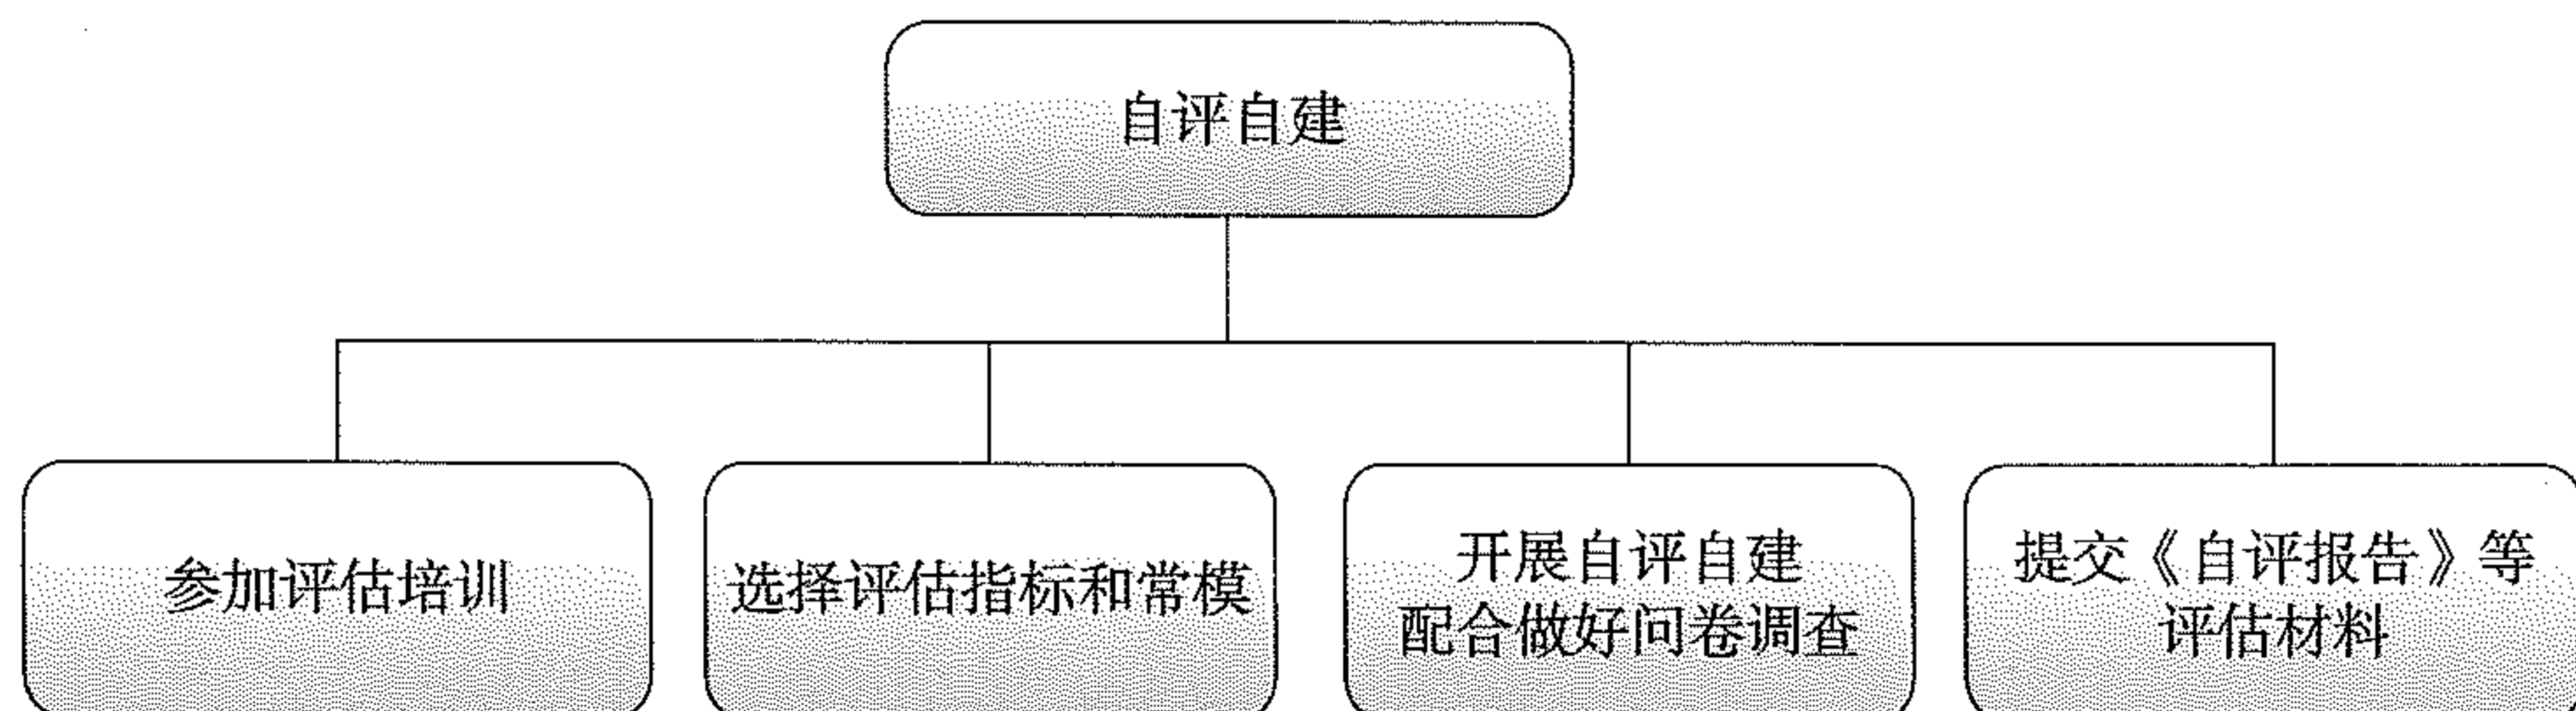 自评自建
参加评估培训
选择评估指标和常模
开展自评自建
配合做好问卷调查
提交《自评报告》等
评估材料